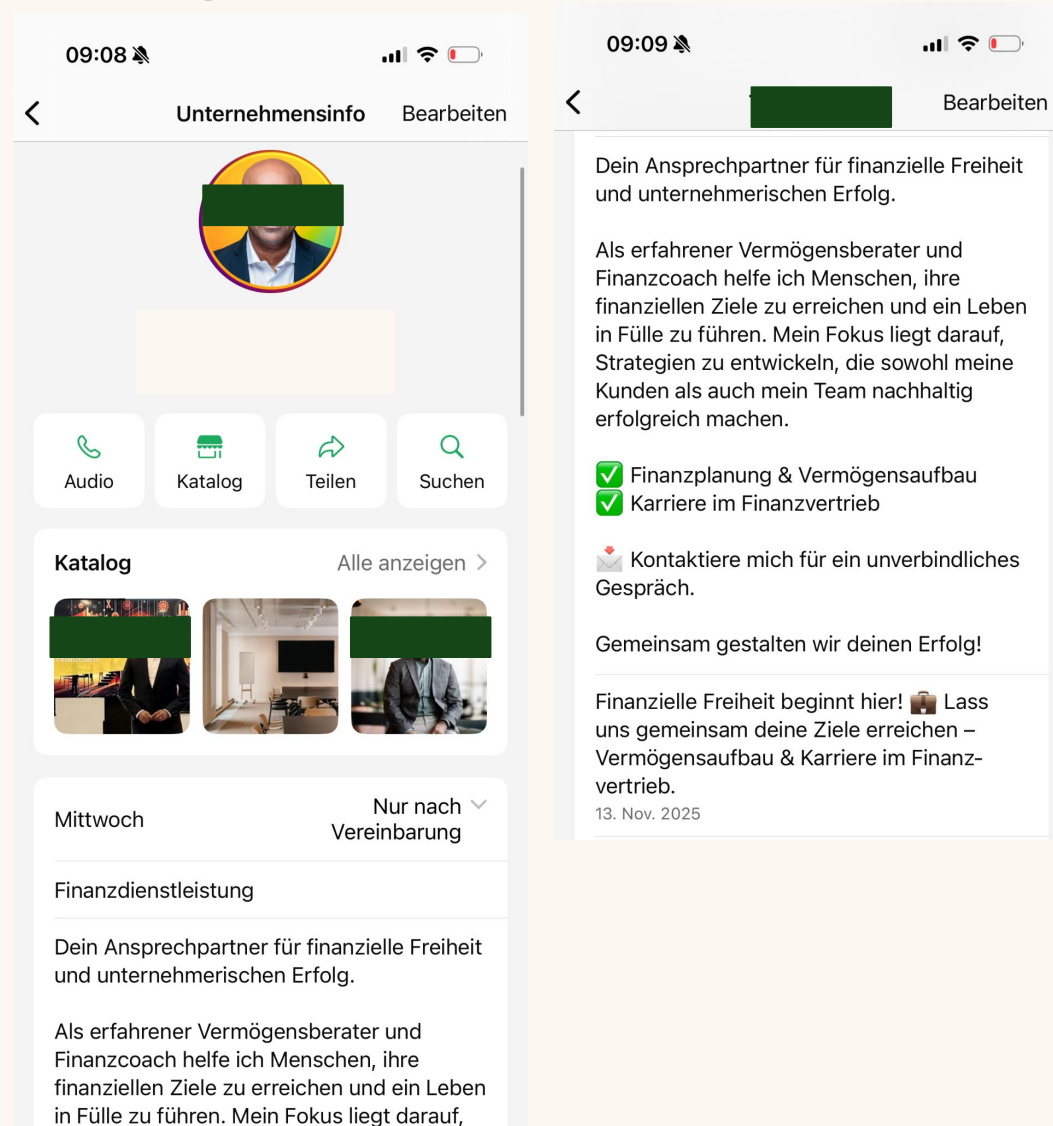 09:08
Unternehmensinfo
Bearbeiten
Audio
Katalog
Teilen
Suchen
Katalog
Alle anzeigen
Mittwoch
Nur nach
Vereinbarung
Finanzdienstleistung
Dein Ansprechpartner für finanzielle Freiheit
und unternehmerischen Erfolg.
Als erfahrener Vermögensberater und
Finanzcoach helfe ich Menschen, ihre
finanziellen Ziele zu erreichen und ein Leben
in Fülle zu führen. Mein Fokus liegt darauf,
09:09
Bearbeiten
Dein Ansprechpartner für finanzielle Freiheit
und unternehmerischen Erfolg.
Als erfahrener Vermögensberater und
Finanzcoach helfe ich Menschen, ihre
finanziellen Ziele zu erreichen und ein Leben
in Fülle zu führen. Mein Fokus liegt darauf,
Strategien zu entwickeln, die sowohl meine
Kunden als auch mein Team nachhaltig
erfolgreich machen.
✅ Finanzplanung & Vermögensaufbau
✅ Karriere im Finanzvertrieb
📩 Kontaktiere mich für ein unverbindliches
Gespräch.
Gemeinsam gestalten wir deinen Erfolg!
Finanzielle Freiheit beginnt hier! 💼 Lass
uns gemeinsam deine Ziele erreichen –
Vermögensaufbau & Karriere im Finanz-
vertrieb.
13. Nov. 2025